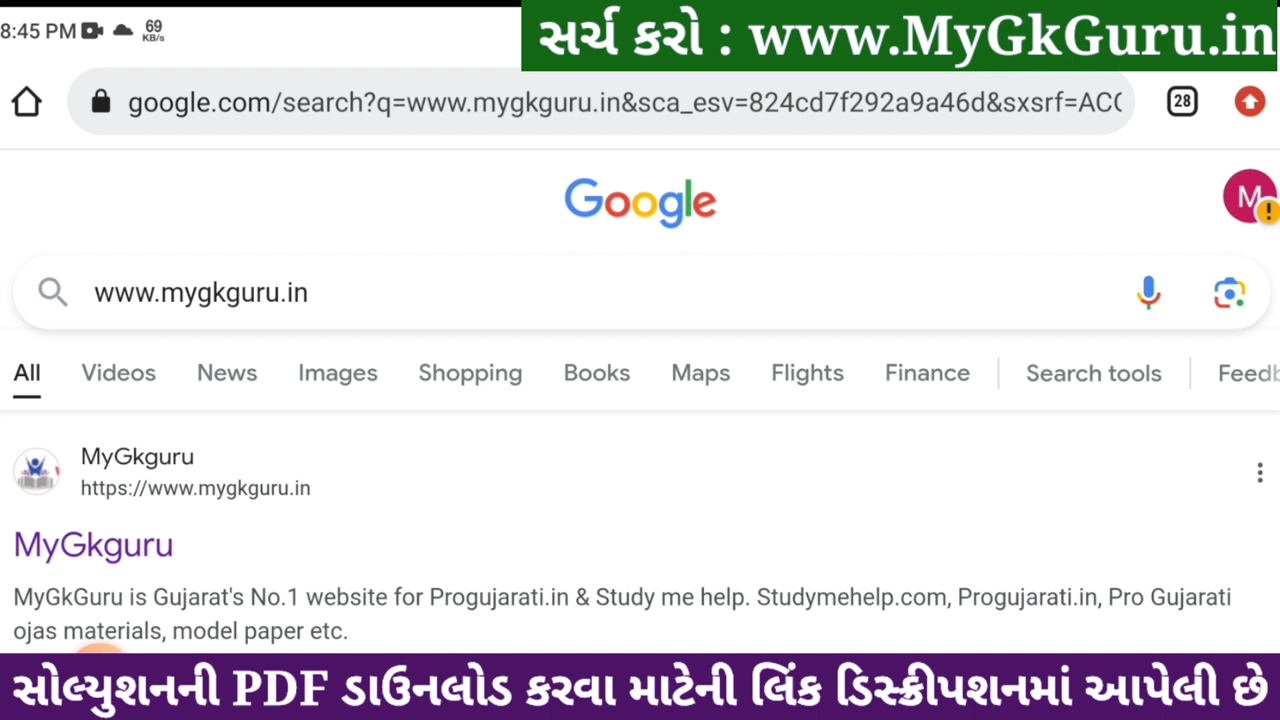 8:45 PM 69 KB/s
સર્ચ કરો : www.MyGkGuru.in
google.com/search?q=www.mygkguru.in&sca_esv=824cd7f292a9a46d&sxsrf=AC
28
Google
M !
www.mygkguru.in
All Videos News Images Shopping Books Maps Flights Finance Search tools Feedb
MyGkguru
https://www.mygkguru.in
MyGkguru
MyGkGuru is Gujarat's No.1 website for Progujarati.in & Study me help. Studymehelp.com, Progujarati.in, Pro Gujarati
ojas materials, model paper etc.
સોલ્યુશનની PDF ડાઉનલોડ કરવા માટેની લિંક ડિસ્ક્રીપશનમાં આપેલી છે